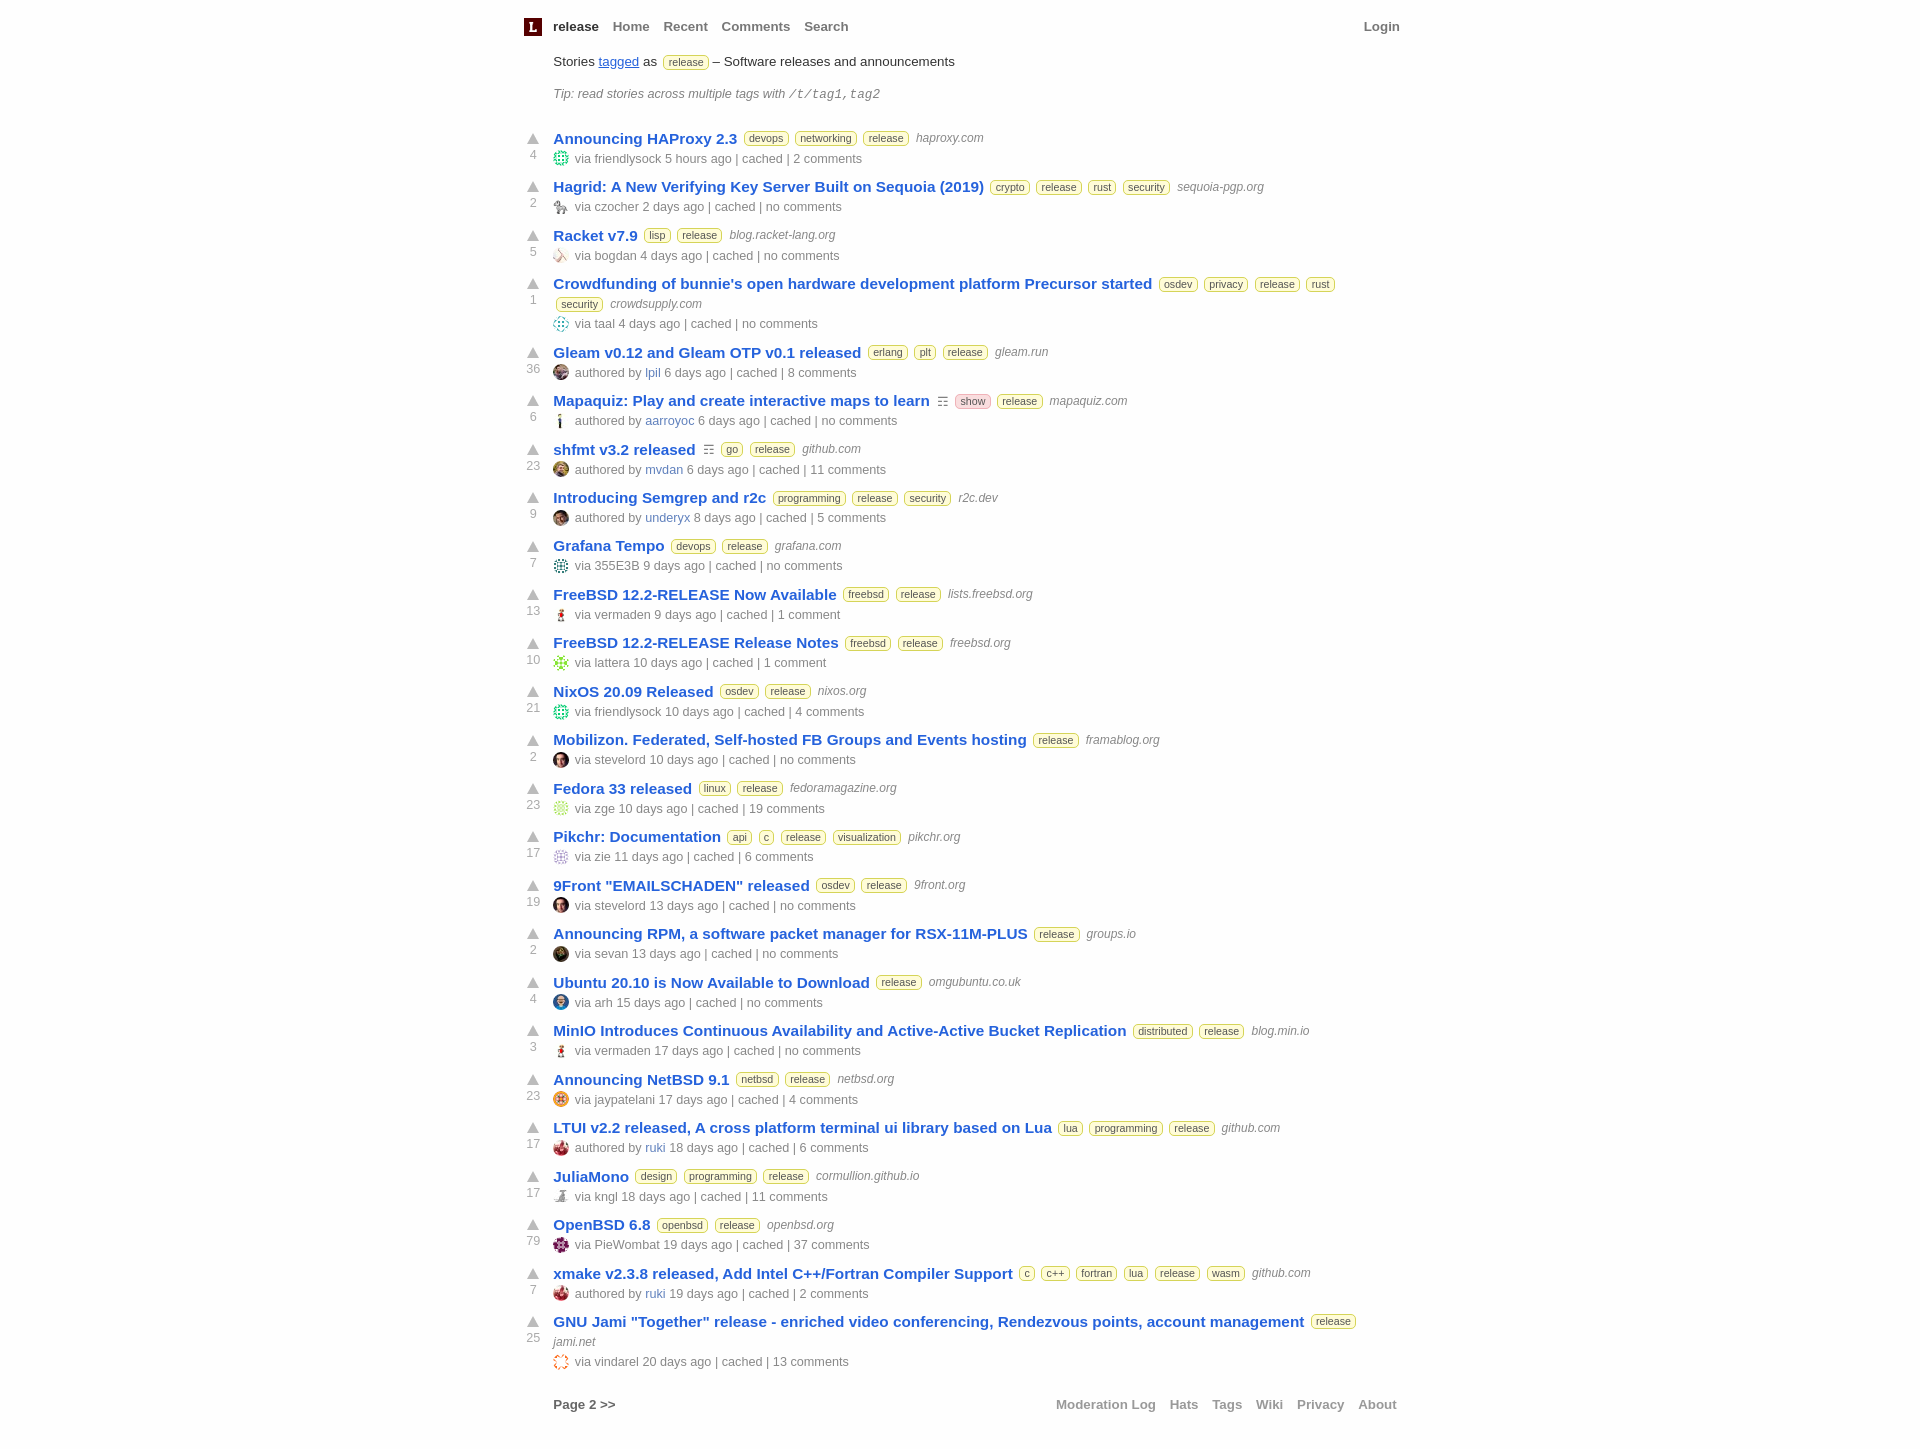 L release Home Recent Comments Search Login
Stories tagged as release – Software releases and announcements
Tip: read stories across multiple tags with /t/tag1,tag2
Announcing HAProxy 2.3 devops networking release haproxy.com
4 via friendlysock 5 hours ago | cached | 2 comments
Hagrid: A New Verifying Key Server Built on Sequoia (2019) crypto release rust security sequoia-pgp.org
2 via czocher 2 days ago | cached | no comments
Racket v7.9 lisp release blog.racket-lang.org
5 via bogdan 4 days ago | cached | no comments
Crowdfunding of bunnie's open hardware development platform Precursor started osdev privacy release rust
1 security crowdsupply.com
via taal 4 days ago | cached | no comments
Gleam v0.12 and Gleam OTP v0.1 released erlang plt release gleam.run
36 authored by lpil 6 days ago | cached | 8 comments
Mapaquiz: Play and create interactive maps to learn ☶ show release mapaquiz.com
6 authored by aarroyoc 6 days ago | cached | no comments
shfmt v3.2 released ☶ go release github.com
23 authored by mvdan 6 days ago | cached | 11 comments
Introducing Semgrep and r2c programming release security r2c.dev
9 authored by underyx 8 days ago | cached | 5 comments
Grafana Tempo devops release grafana.com
7 via 355E3B 9 days ago | cached | no comments
FreeBSD 12.2-RELEASE Now Available freebsd release lists.freebsd.org
13 via vermaden 9 days ago | cached | 1 comment
FreeBSD 12.2-RELEASE Release Notes freebsd release freebsd.org
10 via lattera 10 days ago | cached | 1 comment
NixOS 20.09 Released osdev release nixos.org
21 via friendlysock 10 days ago | cached | 4 comments
Mobilizon. Federated, Self-hosted FB Groups and Events hosting release framablog.org
2 via stevelord 10 days ago | cached | no comments
Fedora 33 released linux release fedoramagazine.org
23 via zge 10 days ago | cached | 19 comments
Pikchr: Documentation api c release visualization pikchr.org
17 via zie 11 days ago | cached | 6 comments
9Front "EMAILSCHADEN" released osdev release 9front.org
19 via stevelord 13 days ago | cached | no comments
Announcing RPM, a software packet manager for RSX-11M-PLUS release groups.io
2 via sevan 13 days ago | cached | no comments
Ubuntu 20.10 is Now Available to Download release omgubuntu.co.uk
4 via arh 15 days ago | cached | no comments
MinIO Introduces Continuous Availability and Active-Active Bucket Replication distributed release blog.min.io
3 via vermaden 17 days ago | cached | no comments
Announcing NetBSD 9.1 netbsd release netbsd.org
23 via jaypatelani 17 days ago | cached | 4 comments
LTUI v2.2 released, A cross platform terminal ui library based on Lua lua programming release github.com
17 authored by ruki 18 days ago | cached | 6 comments
JuliaMono design programming release cormullion.github.io
17 via kngl 18 days ago | cached | 11 comments
OpenBSD 6.8 openbsd release openbsd.org
79 via PieWombat 19 days ago | cached | 37 comments
xmake v2.3.8 released, Add Intel C++/Fortran Compiler Support c c++ fortran lua release wasm github.com
7 authored by ruki 19 days ago | cached | 2 comments
GNU Jami "Together" release - enriched video conferencing, Rendezvous points, account management release
25 jami.net
via vindarel 20 days ago | cached | 13 comments
Page 2 >> Moderation Log Hats Tags Wiki Privacy About